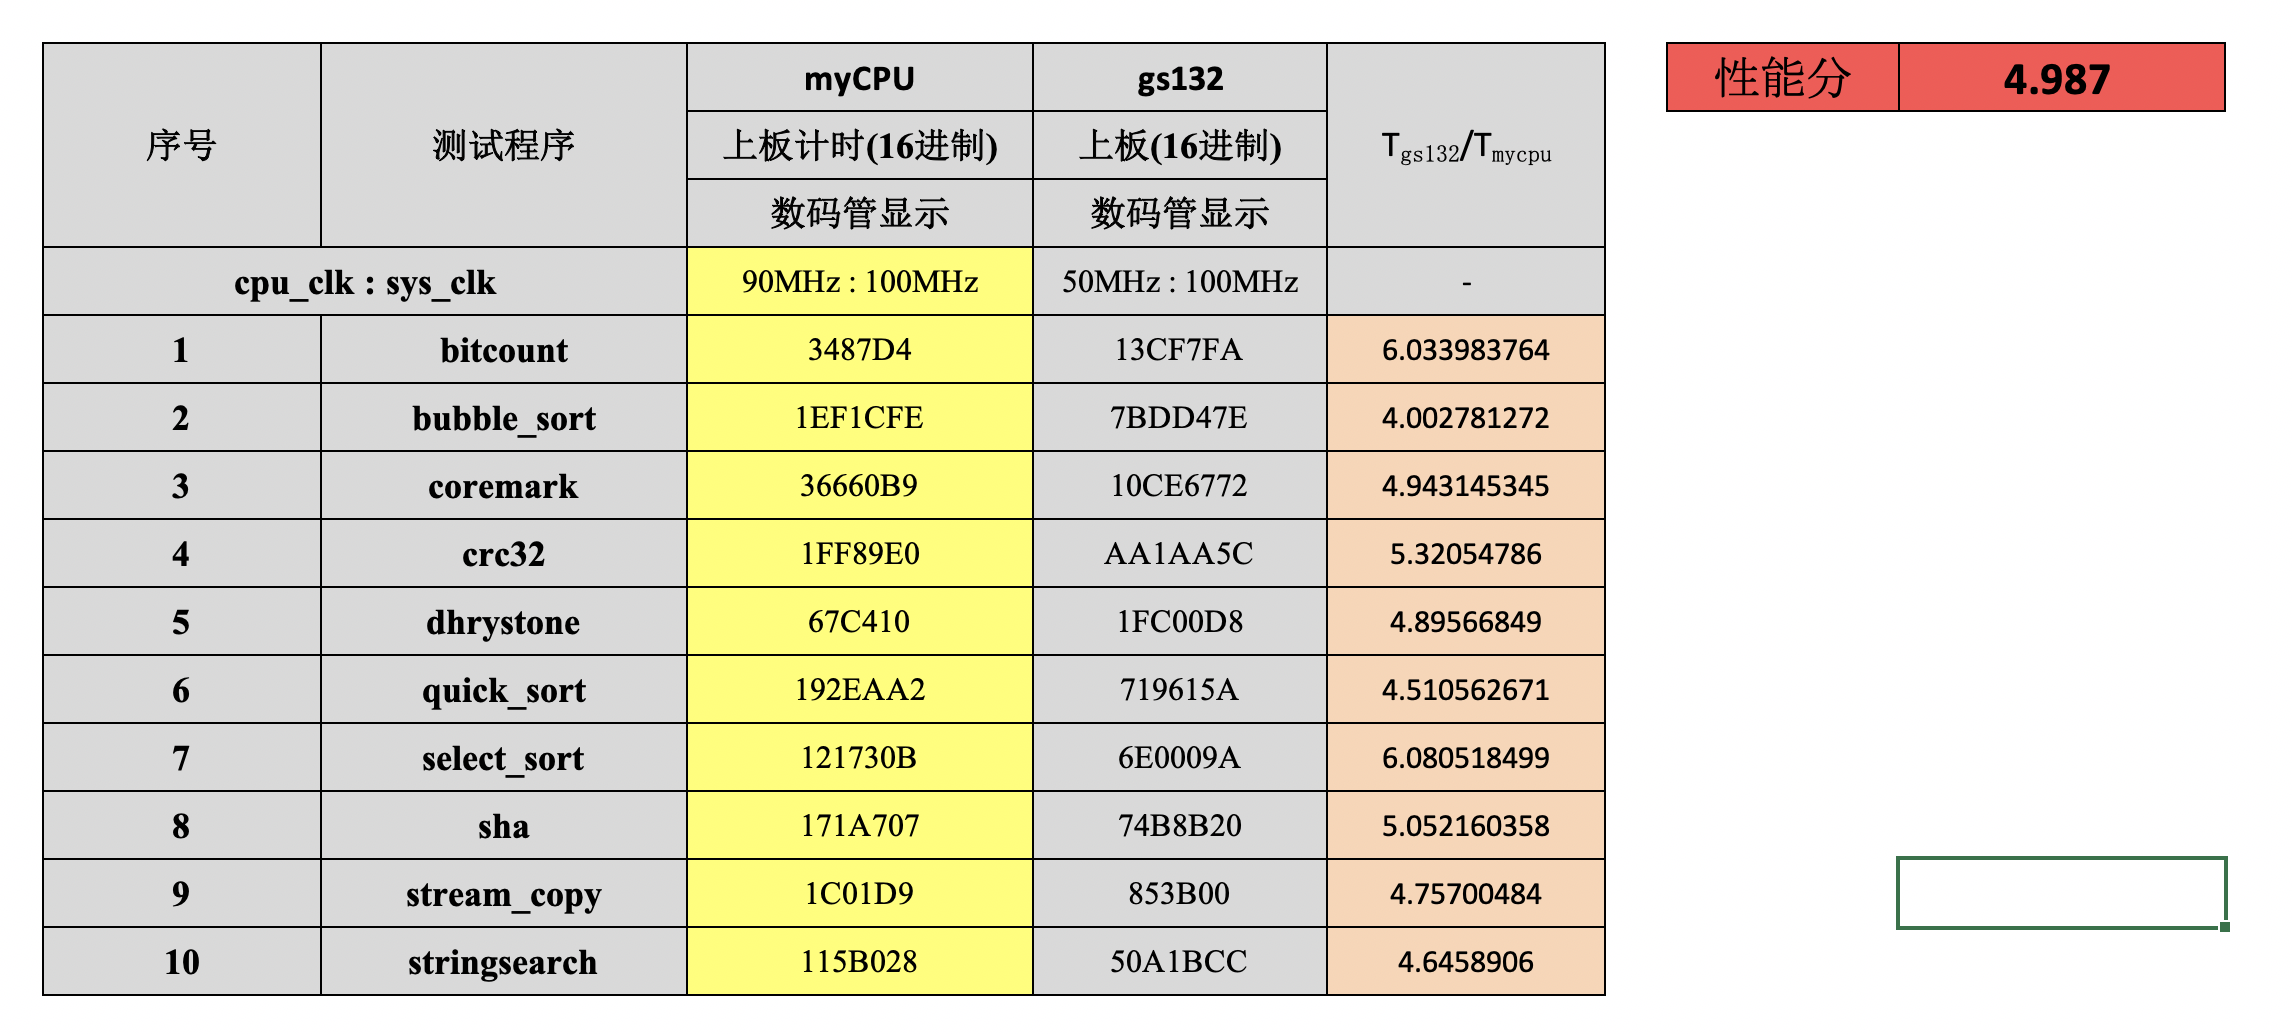 序号 测试程序 myCPU gs132 Tgs132/Tmycpu
上板计时(16进制) 上板(16进制)
数码管显示 数码管显示
cpu_clk : sys_clk 90MHz : 100MHz 50MHz : 100MHz -
1 bitcount 3487D4 13CF7FA 6.033983764
2 bubble_sort 1EF1CFE 7BDD47E 4.002781272
3 coremark 36660B9 10CE6772 4.943145345
4 crc32 1FF89E0 AA1AA5C 5.32054786
5 dhrystone 67C410 1FC00D8 4.89566849
6 quick_sort 192EAA2 719615A 4.510562671
7 select_sort 121730B 6E0009A 6.080518499
8 sha 171A707 74B8B20 5.052160358
9 stream_copy 1C01D9 853B00 4.75700484
10 stringsearch 115B028 50A1BCC 4.6458906
性能分 4.987